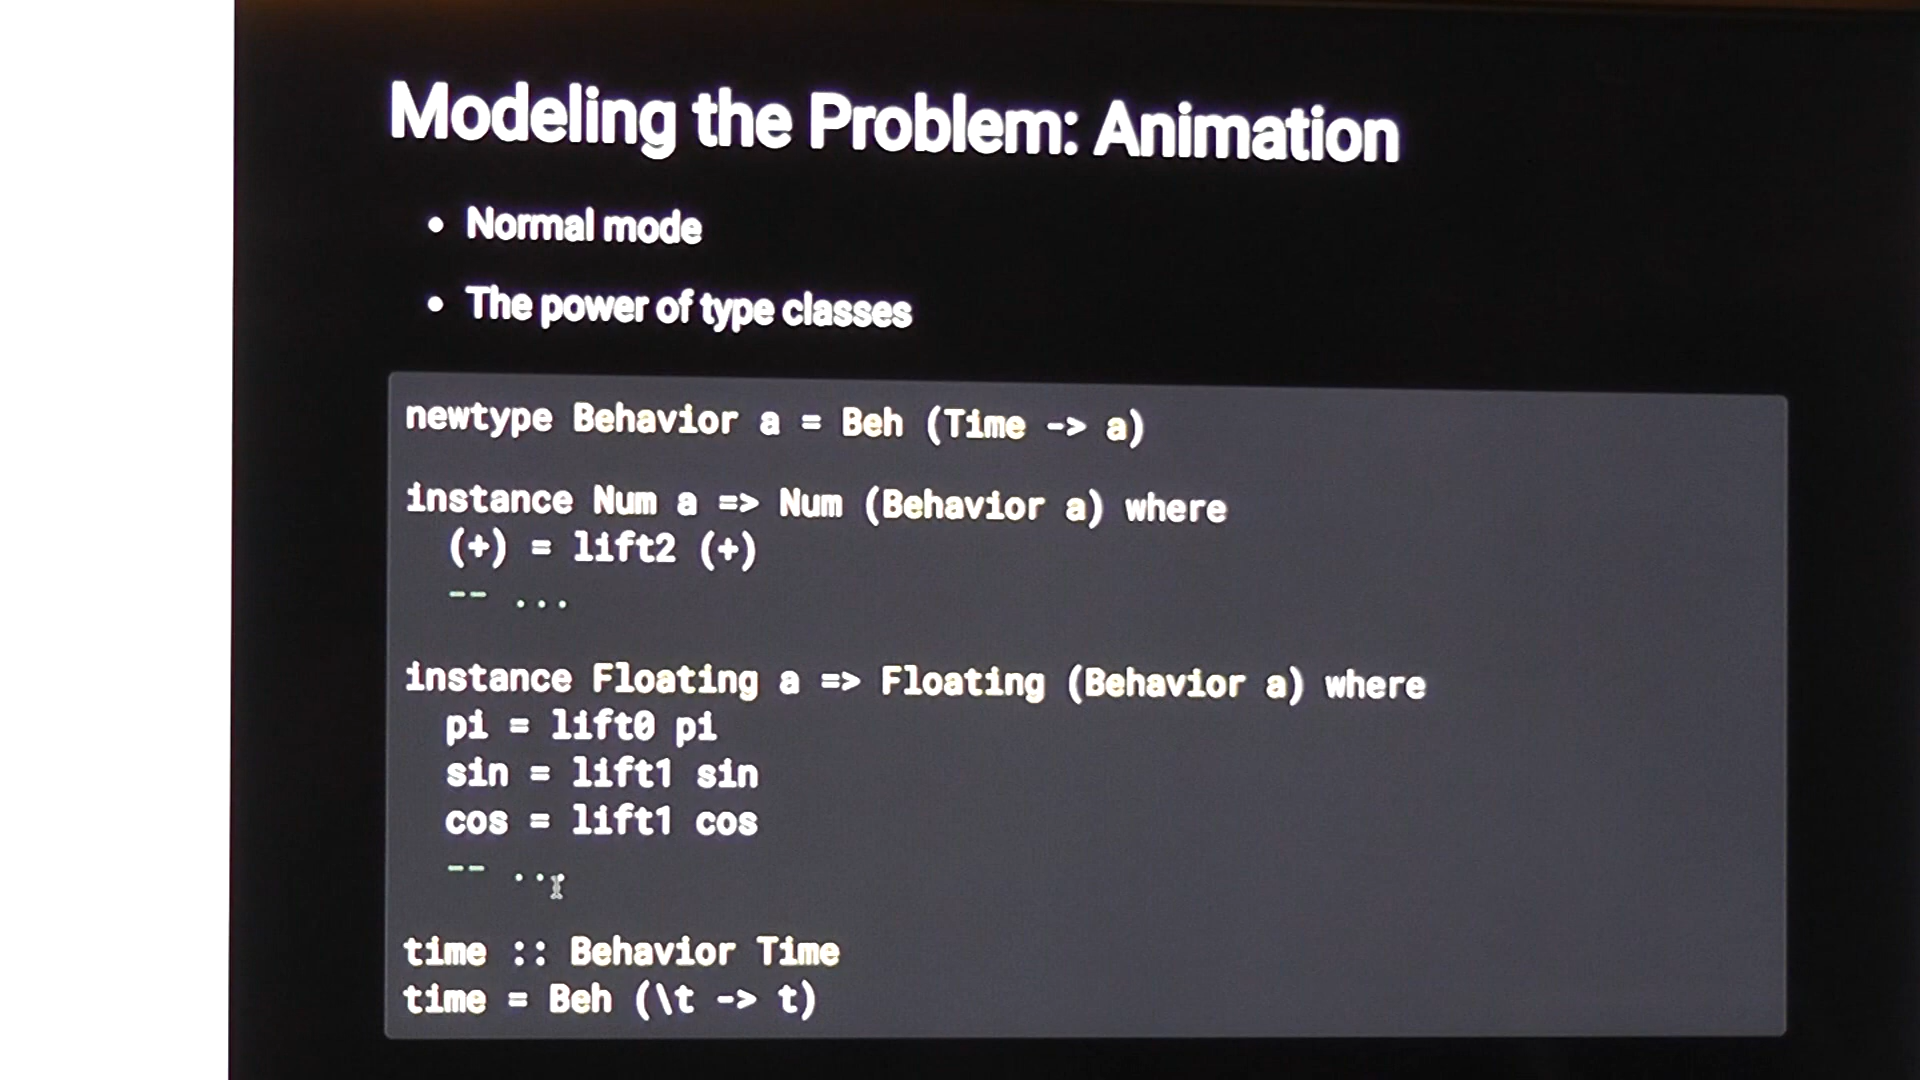 Modeling the Problem: Animation
• Normal mode
• The power of type classes
newtype Behavior a = Beh (Time -> a)
instance Num a => Num (Behavior a) where
  (+) = lift2 (+)
  -- ...
instance Floating a => Floating (Behavior a) where
  pi = lift0 pi
  sin = lift1 sin
  cos = lift1 cos
  -- ...
time :: Behavior Time
time = Beh (\t -> t)